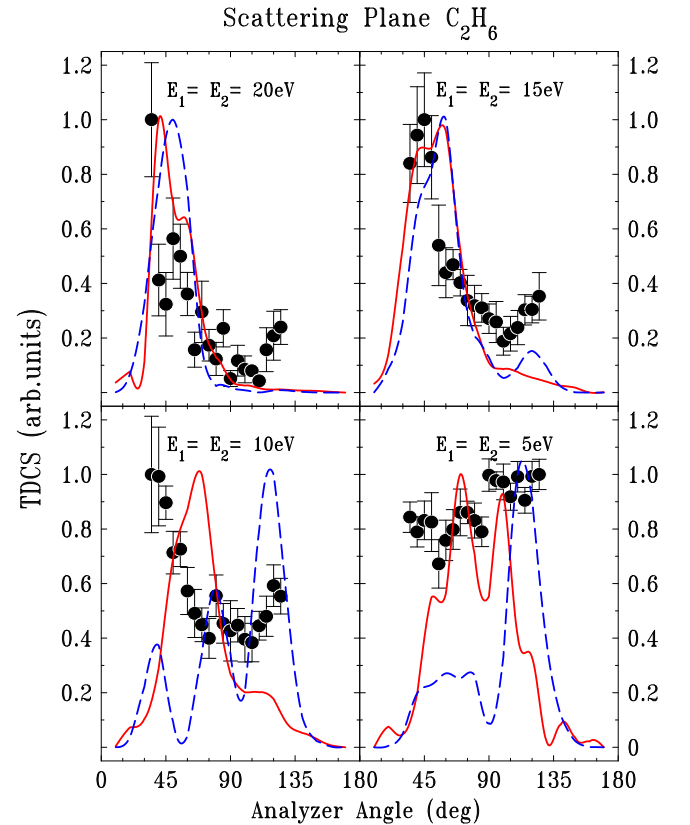 Scattering Plane C2H6
E1= E2= 20eV
E1= E2= 15eV
1.2 1.0 0.8 0.6 0.4 0.2
1.2 1.0 0.8 0.6 0.4 0.2
E1= E2= 10eV
E1= E2= 5eV
1.2 1.0 0.8 0.6 0.4 0.2
1.2 1.0 0.8 0.6 0.4 0.2 0
TDCS (arb.units)
0 45 90 135 180 45 90 135 180
Analyzer Angle (deg)